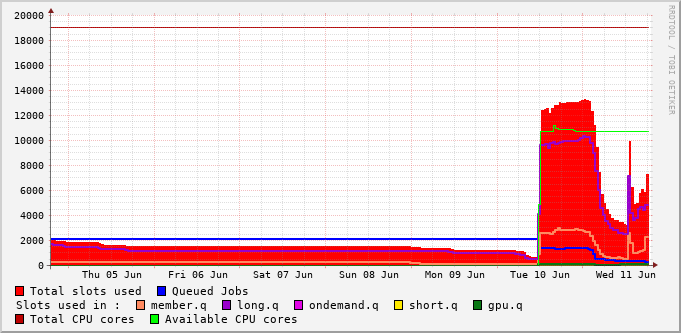 20000
18000
16000
14000
12000
10000
8000
6000
4000
2000
0
Thu 05 Jun Fri 06 Jun Sat 07 Jun Sun 08 Jun Mon 09 Jun Tue 10 Jun Wed 11 Jun
Total slots used Queued Jobs
Slots used in : member.q long.q ondemand.q short.q gpu.q
Total CPU cores Available CPU cores
RRDTOOL / TOBI OETIKER